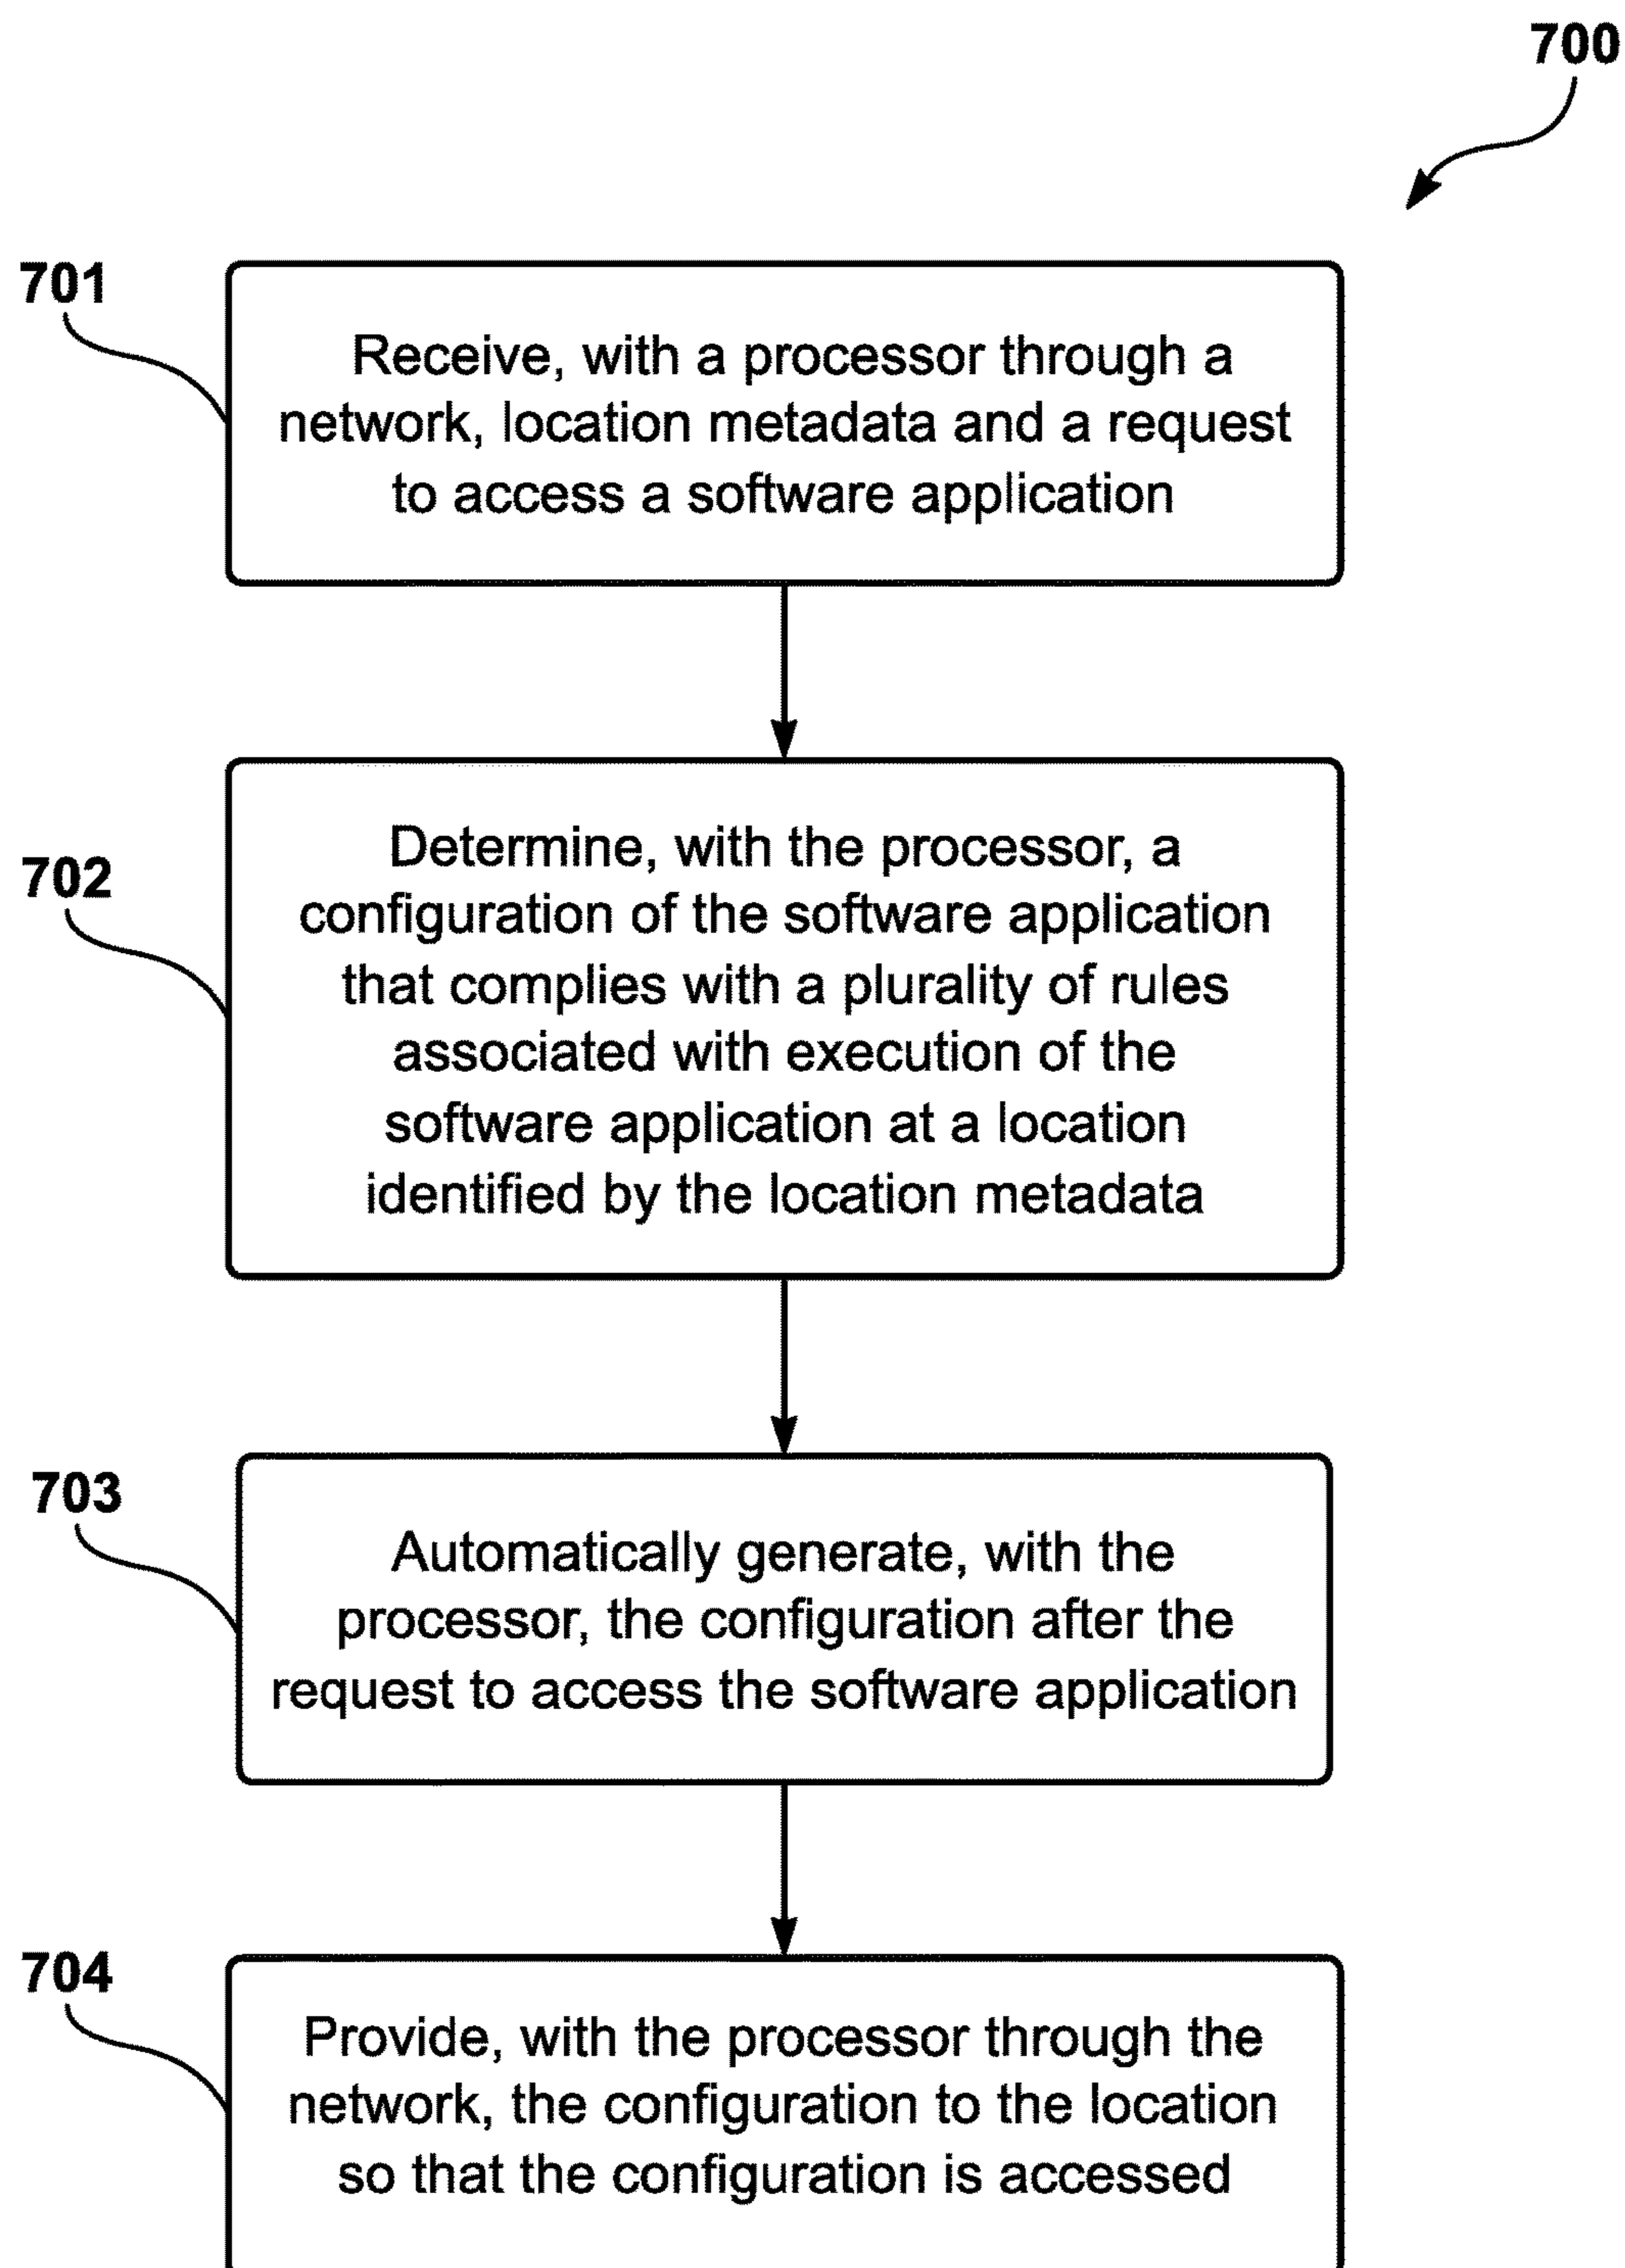 700
701
Receive, with a processor through a
network, location metadata and a request
to access a software application
702
Determine, with the processor, a
configuration of the software application
that complies with a plurality of rules
associated with execution of the
software application at a location
identified by the location metadata
703
Automatically generate, with the
processor, the configuration after the
request to access the software application
704
Provide, with the processor through the
network, the configuration to the location
so that the configuration is accessed